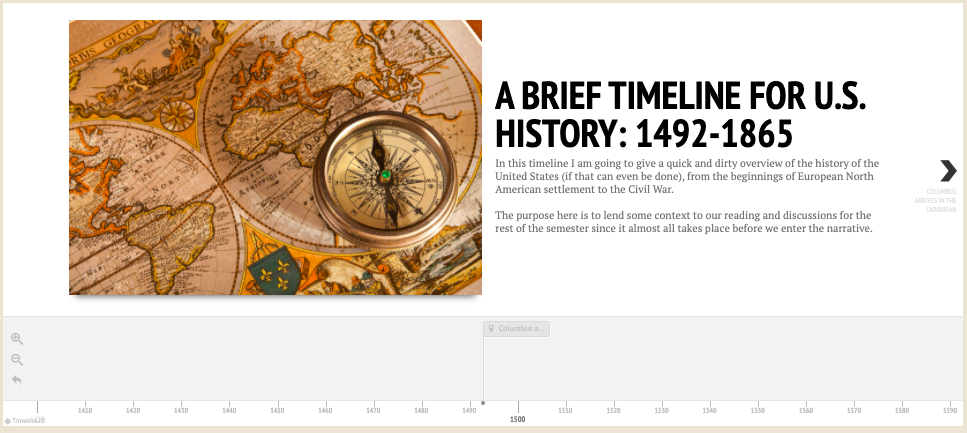 ORBIS GEOGRA
A BRIEF TIMELINE FOR U.S.
HISTORY: 1492-1865
In this timeline I am going to give a quick and dirty overview of the history of the
United States (if that can even be done), from the beginnings of European North
American settlement to the Civil War.
The purpose here is to lend some context to our reading and discussions for the
rest of the semester since it almost all takes place before we enter the narrative.
COLUMBUS
ARRIVES IN THE
CARIBBEAN
Columbus a...
1410 1420 1430 1440 1450 1460 1470 1480 1490 1500 1510 1520 1530 1540 1550 1560 1570 1580 1590
TimelineJS